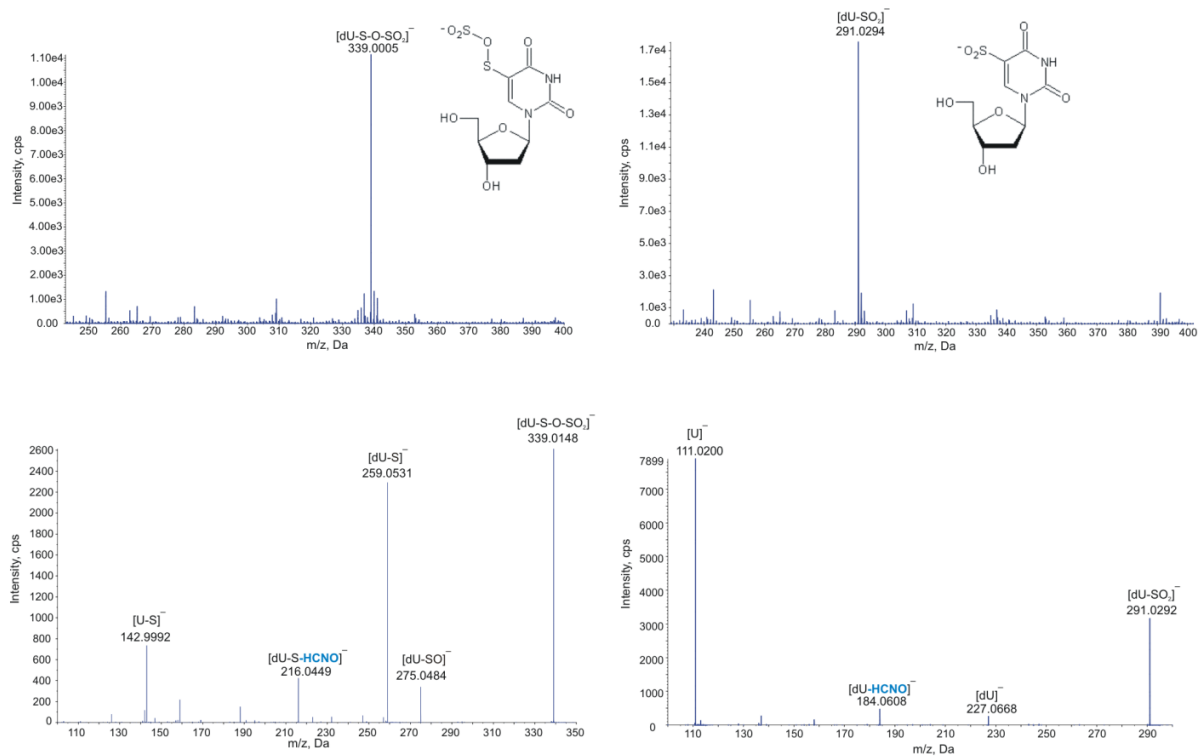 [dU-S-O-SO₂]⁻
339.0005
⁻O₂S
O
S
O
NH
N
O
HO
O
OH
Intensity, cps
1.10e4
1.00e4
9.00e3
8.00e3
7.00e3
6.00e3
5.00e3
4.00e3
3.00e3
2.00e3
1.00e3
0.00
250 260 270 280 290 300 310 320 330 340 350 360 370 380 390 400
m/z, Da
[dU-SO₂]⁻
291.0294
⁻O₂S
O
NH
N
O
HO
O
OH
Intensity, cps
1.7e4
1.5e4
1.4e4
1.3e4
1.1e4
9.0e3
7.0e3
5.0e3
3.0e3
1.0e3
0.0
240 250 260 270 280 290 300 310 320 330 340 350 360 370 380 390 400
m/z, Da
[dU-S-O-SO₂]⁻
339.0148
[dU-S]⁻
259.0531
[U-S]⁻
142.9992
[dU-S-HCNO]⁻
216.0449
[dU-SO]⁻
275.0484
Intensity, cps
2600
2400
2200
2000
1800
1600
1400
1200
1000
800
600
400
200
0
110 130 150 170 190 210 230 250 270 290 310 330 350
m/z, Da
[U]⁻
111.0200
[dU-SO₂]⁻
291.0292
[dU-HCNO]⁻
184.0608
[dU]⁻
227.0668
Intensity, cps
7899
7000
6000
5000
4000
3000
2000
1000
0
110 130 150 170 190 210 230 250 270 290
m/z, Da